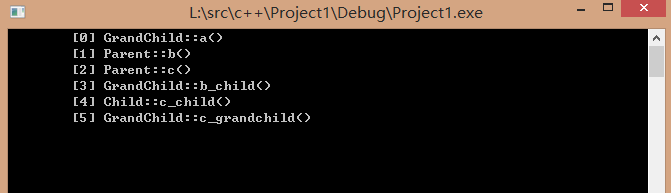 L:\src\c++\Project1\Debug\Project1.exe
[0] GrandChild::a()
[1] Parent::b()
[2] Parent::c()
[3] GrandChild::b_child()
[4] Child::c_child()
[5] GrandChild::c_grandchild()